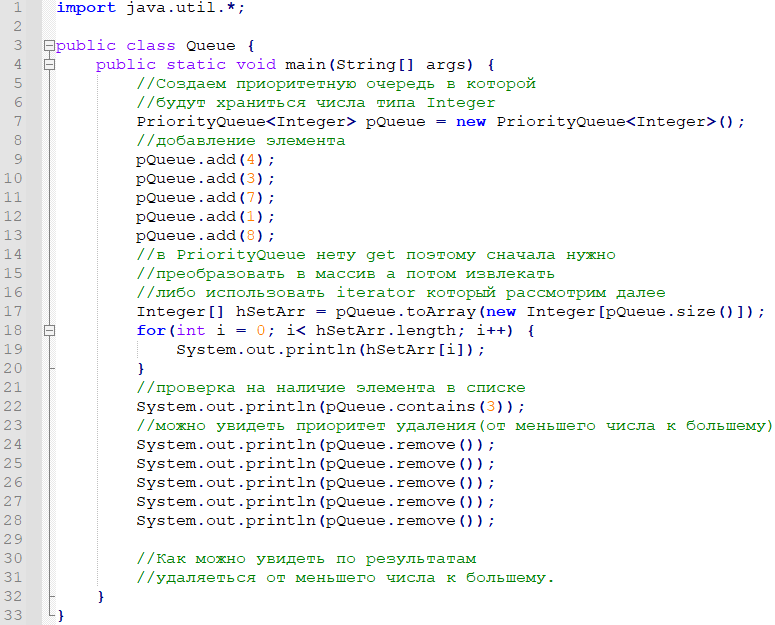 1 import java.util.*;
2
3 public class Queue {
4 public static void main(String[] args) {
5 //Создаем приоритетную очередь в которой
6 //будут храниться числа типа Integer
7 PriorityQueue<Integer> pQueue = new PriorityQueue<Integer>();
8 //добавление элемента
9 pQueue.add(4);
10 pQueue.add(3);
11 pQueue.add(7);
12 pQueue.add(1);
13 pQueue.add(8);
14 //в PriorityQueue нету get поэтому сначала нужно
15 //преобразовать в массив а потом извлекать
16 //либо использовать iterator который рассмотрим далее
17 Integer[] hSetArr = pQueue.toArray(new Integer[pQueue.size()]);
18 for(int i = 0; i< hSetArr.length; i++) {
19 System.out.println(hSetArr[i]);
20 }
21 //проверка на наличие элемента в списке
22 System.out.println(pQueue.contains(3));
23 //можно увидеть приоритет удаления(от меньшего числа к большему)
24 System.out.println(pQueue.remove());
25 System.out.println(pQueue.remove());
26 System.out.println(pQueue.remove());
27 System.out.println(pQueue.remove());
28 System.out.println(pQueue.remove());
29
30 //Как можно увидеть по результатам
31 //удаляеться от меньшего числа к большему.
32 }
33 }